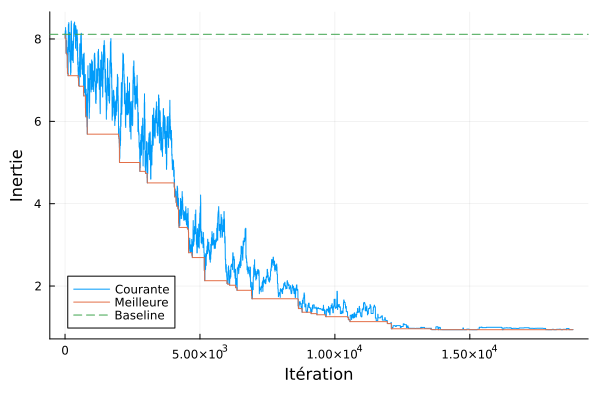 8
6
4
2
Inertie
Courante
Meilleure
Baseline
0
5.00×10³
1.00×10⁴
1.50×10⁴
Itération